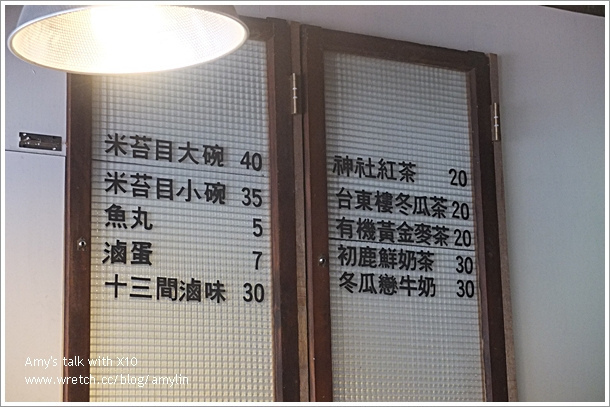 米苔目大碗 40
米苔目小碗 35
魚丸 5
滷蛋 7
十三間滷味 30
神社紅茶 20
台東樓冬瓜茶 20
有機黃金麥茶 20
初鹿鮮奶茶 30
冬瓜戀牛奶 30
Amy's talk with X10
www.wretch.cc/blog/amylin